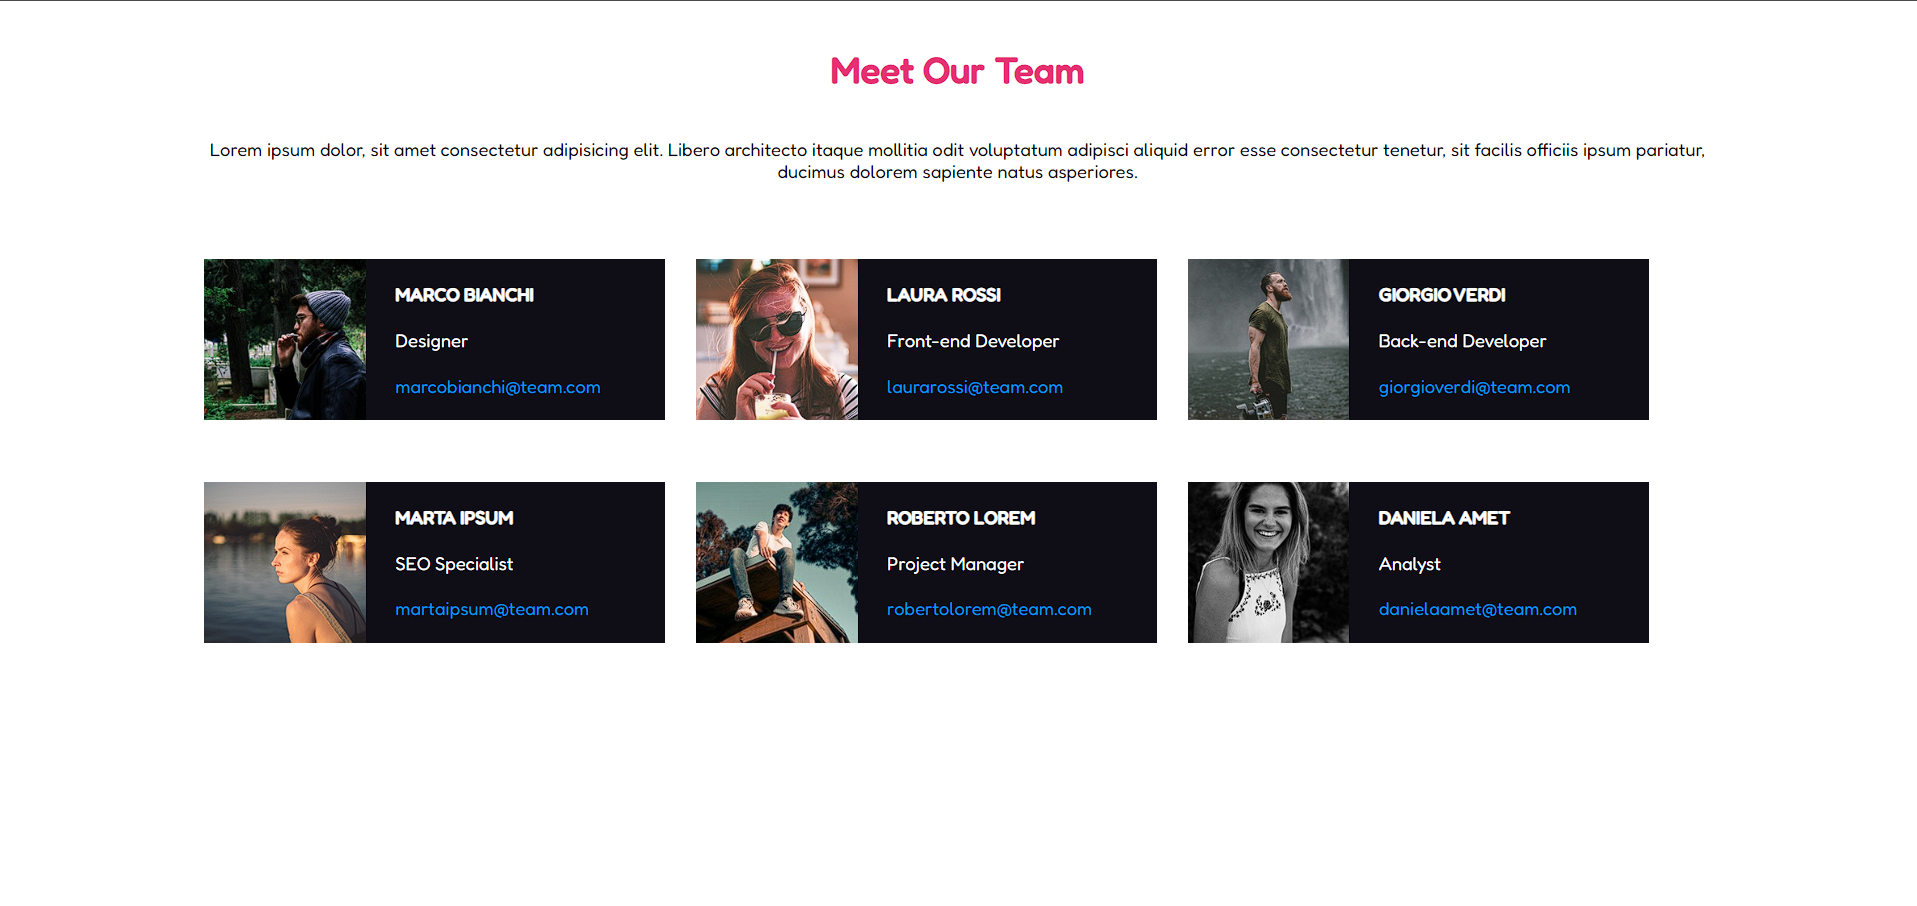 Meet Our Team
Lorem ipsum dolor, sit amet consectetur adipisicing elit. Libero architecto itaque mollitia odit voluptatum adipisci aliquid error esse consectetur tenetur, sit facilis officiis ipsum pariatur,
ducimus dolorem sapiente natus asperiores.
MARCO BIANCHI
Designer
marcobianchi@team.com
LAURA ROSSI
Front-end Developer
laurarossi@team.com
GIORGIO VERDI
Back-end Developer
giorgioverdi@team.com
MARTA IPSUM
SEO Specialist
martaipsum@team.com
ROBERTO LOREM
Project Manager
robertolorem@team.com
DANIELA AMET
Analyst
danielaamet@team.com